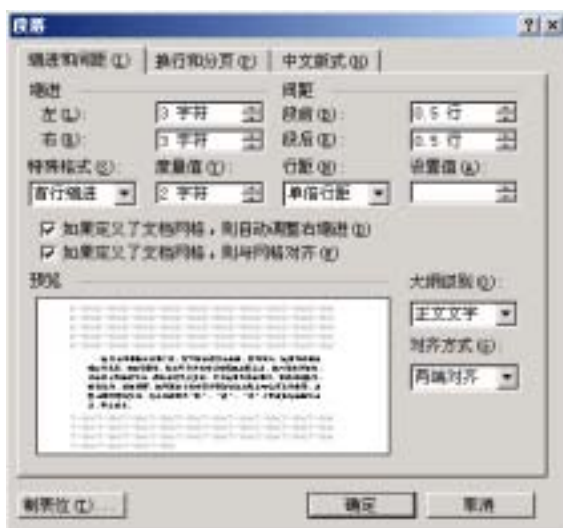 段落
缩进和间距(I) 换行和分页(P) 中文版式(H)
缩进 间距
左(L): 3 字符 段前(B): 0.5 行
右(R): 3 字符 段后(E): 0.5 行
特殊格式(S): 度量值(Y): 行距(N): 设置值(A):
首行缩进 2 字符 单倍行距
如果定义了文档网格，则自动调整右缩进(D)
如果定义了文档网格，则与网格对齐(W)
预览 大纲级别(O):
正文文字
对齐方式(G):
两端对齐
制表位(T)... 确定 取消